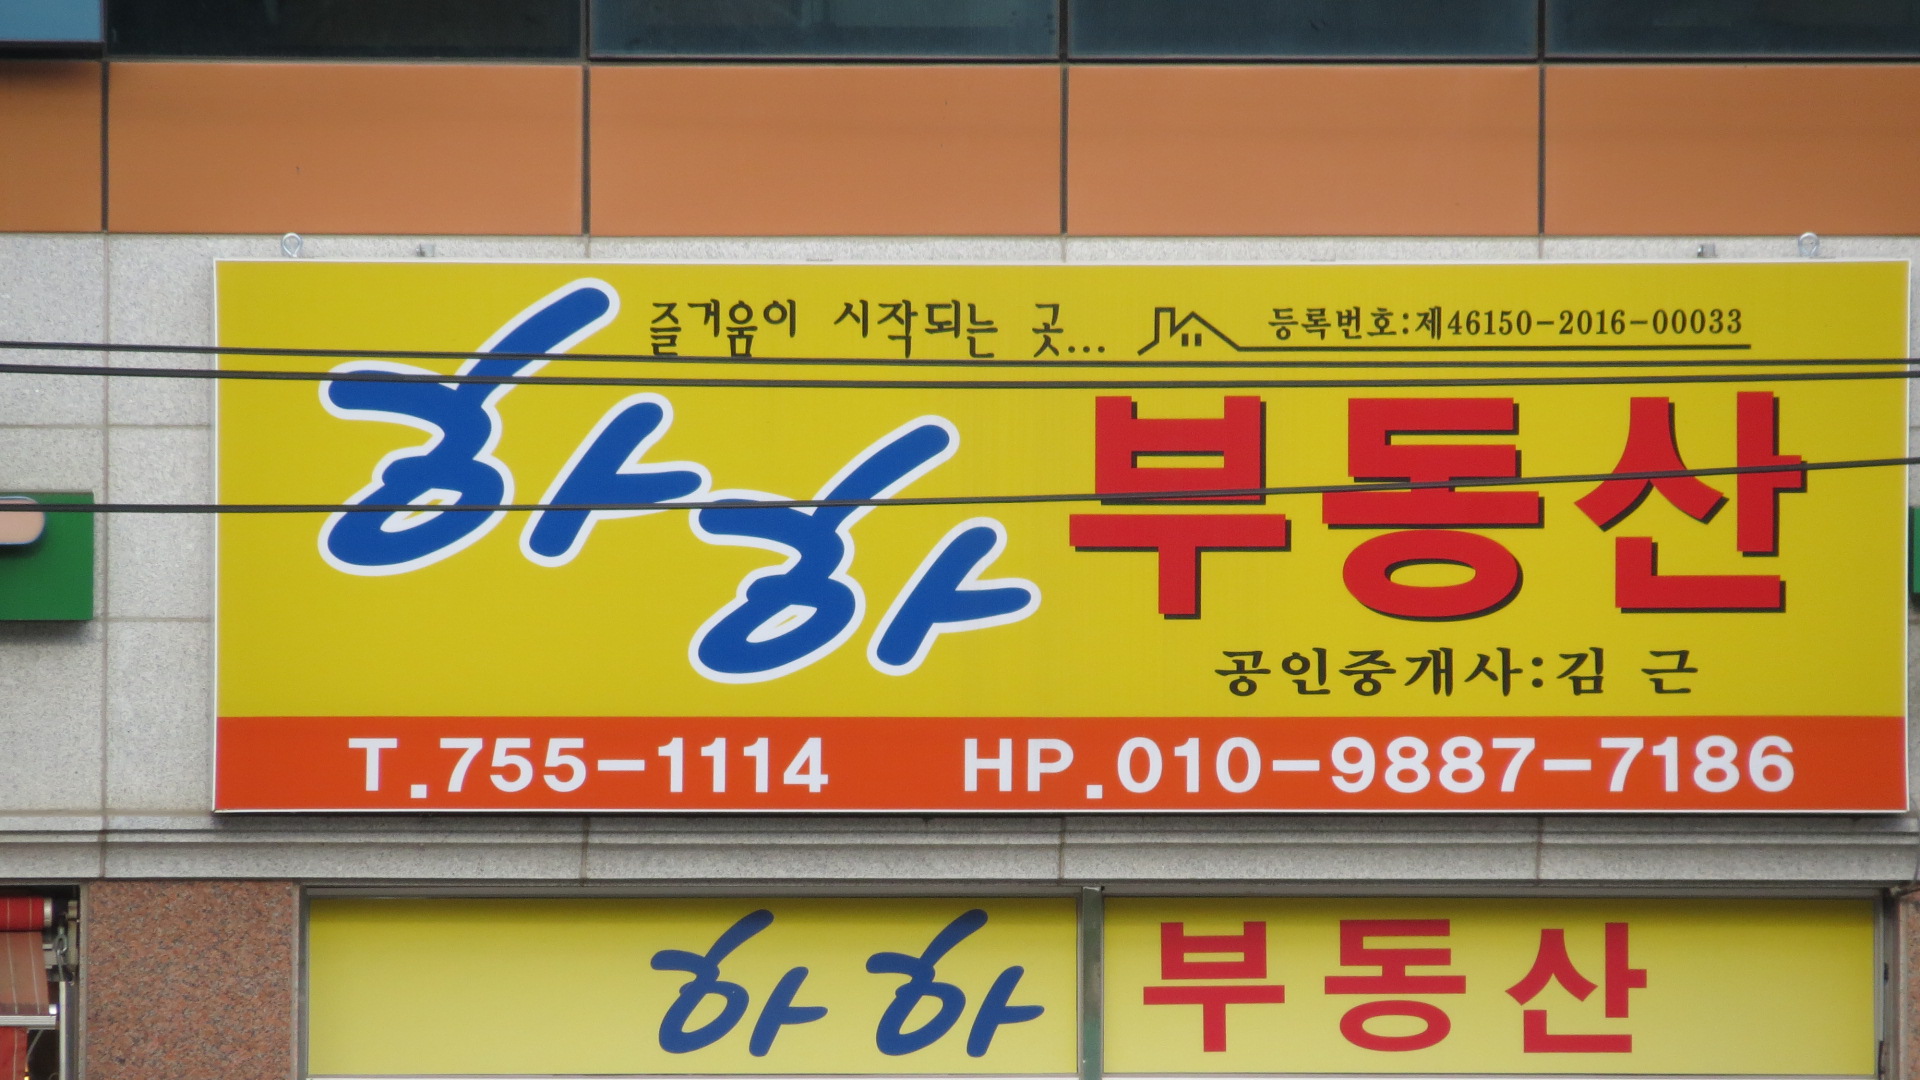 즐거움이 시작되는 곳...
등록번호:제46150-2016-00033
하하 부동산
공인중개사:김 근
T.755-1114 HP.010-9887-7186
하하 부동산